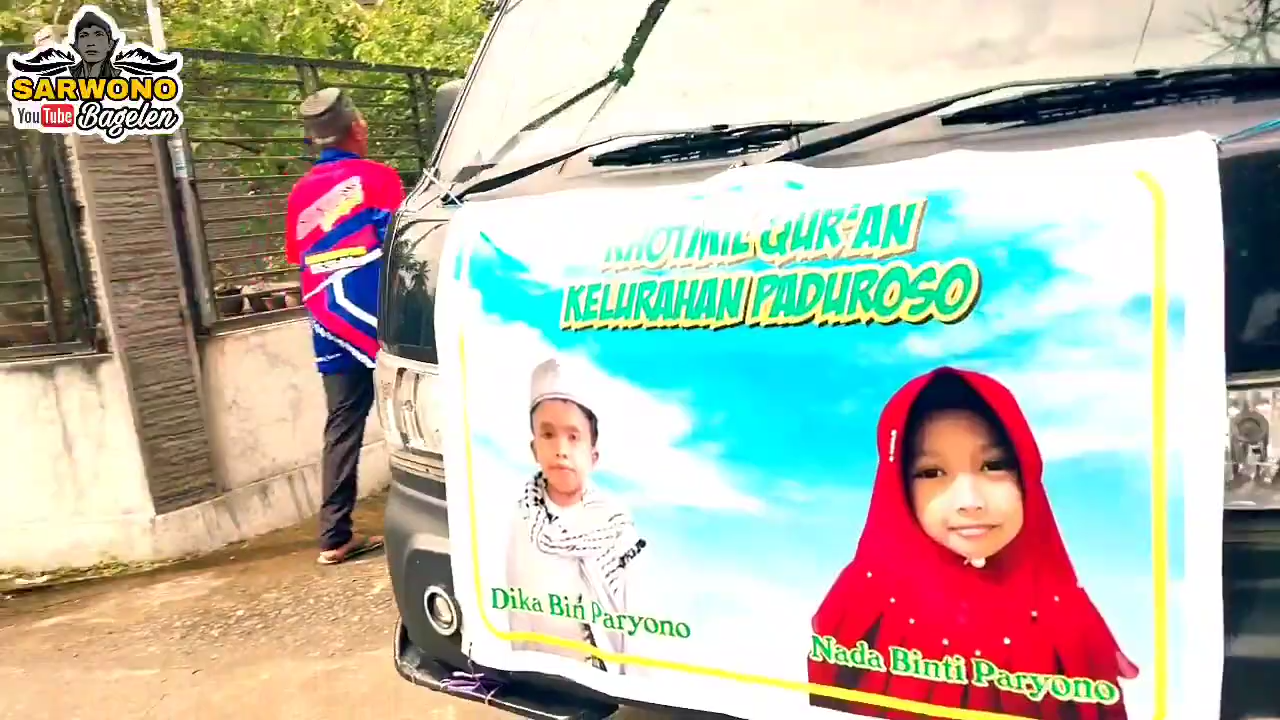 SARWONO
YouTube Bagelen
KHOTMIL QUR'AN
KELURAHAN PADUROSO
Dika Bin Paryono
Nada Binti Paryono